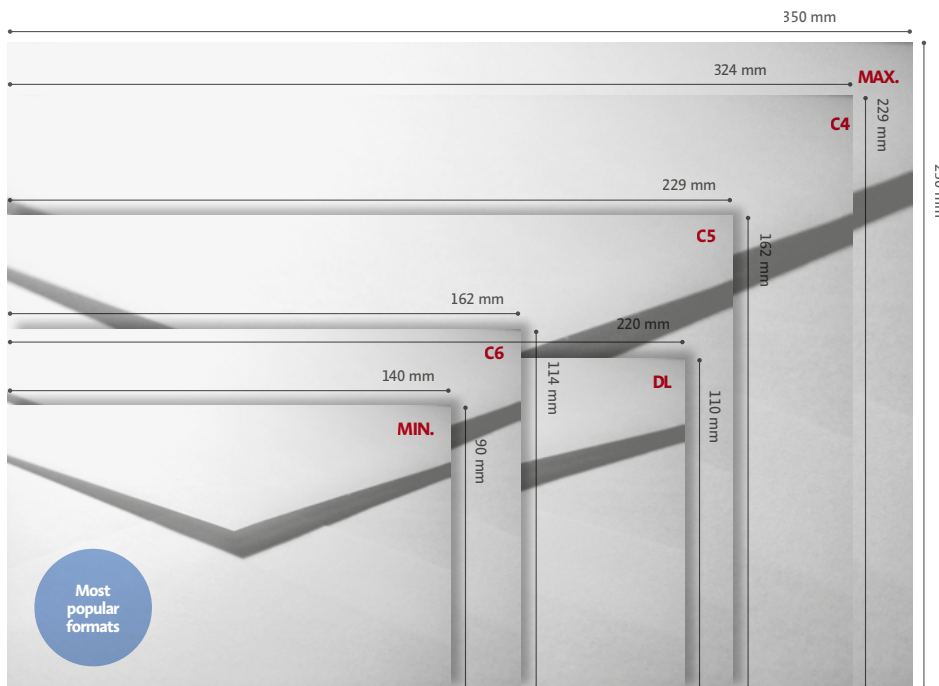 350 mm
324 mm
MAX.
229 mm
C4
229 mm
C5
162 mm
162 mm
220 mm
C6
114 mm
DL
110 mm
140 mm
MIN.
90 mm
Most
popular
formats